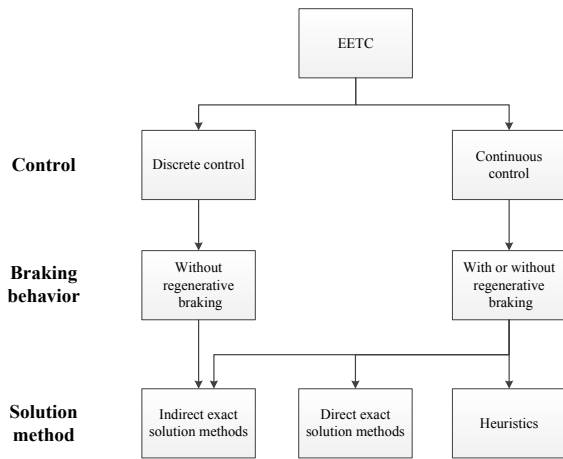 EETC
Control
Discrete control
Continuous
control
Braking
behavior
Without
regenerative
braking
With or without
regenerative
braking
Solution
method
Indirect exact
solution methods
Direct exact
solution methods
Heuristics